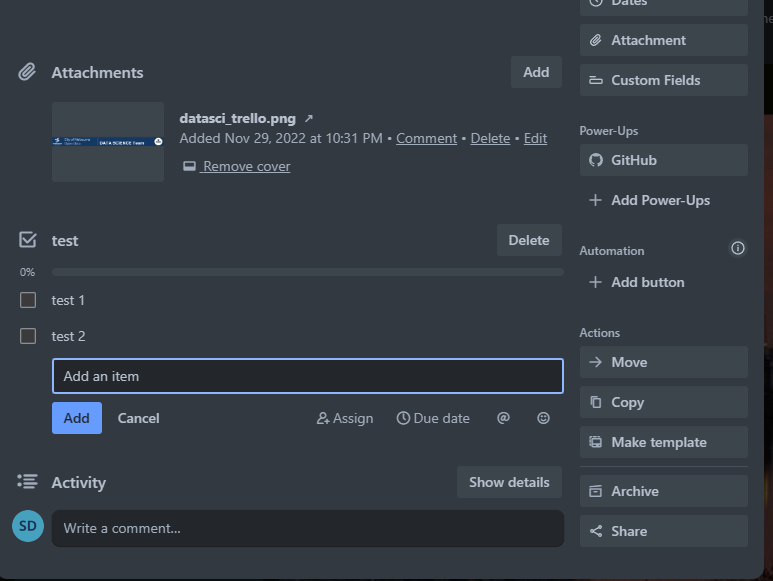 Attachments
Add
datasci_trello.png ↗
Added Nov 29, 2022 at 10:31 PM • Comment • Delete • Edit
Remove cover
DATA SCIENCE Team
test
Delete
0%
test 1
test 2
Add an item
Add
Cancel
Assign
Due date
@
Activity
Show details
SD
Write a comment...
Dates
Attachment
Custom Fields
Power-Ups
GitHub
+ Add Power-Ups
Automation
+ Add button
Actions
→ Move
Copy
Make template
Archive
Share